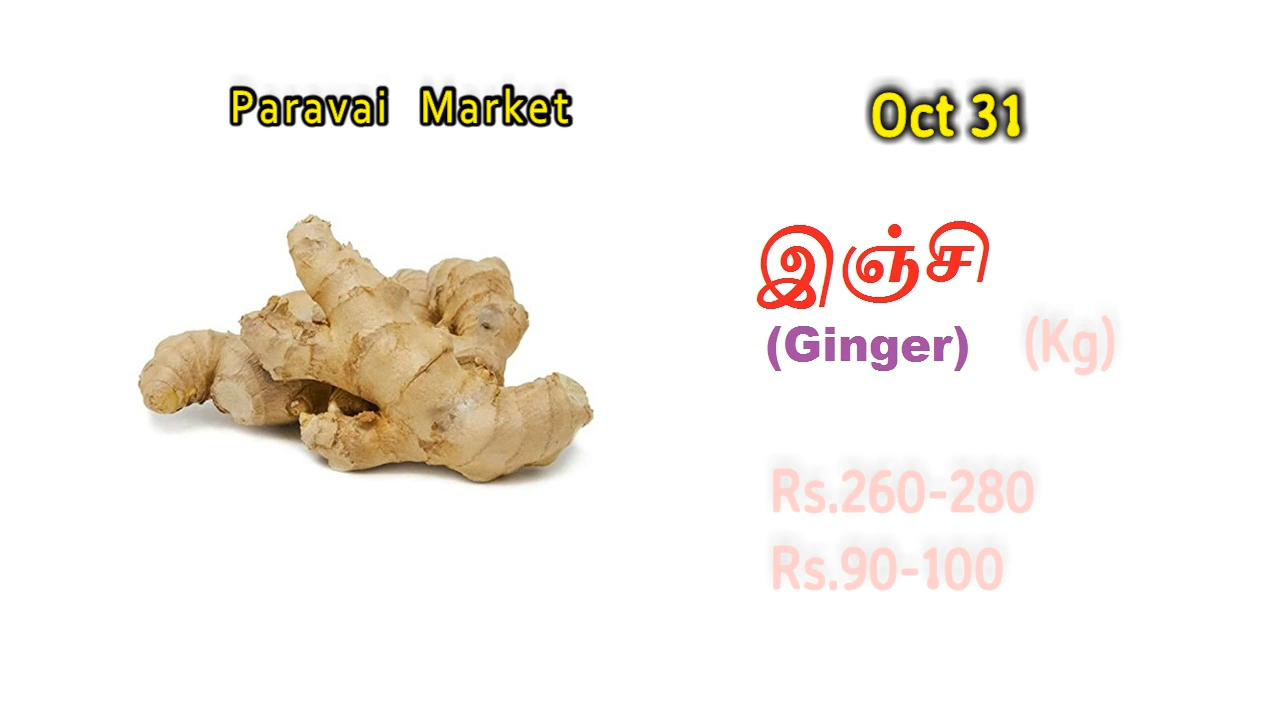 Paravai Market
Oct 31
இஞ்சி
(Ginger) (Kg)
Rs.260-280
Rs.90-100